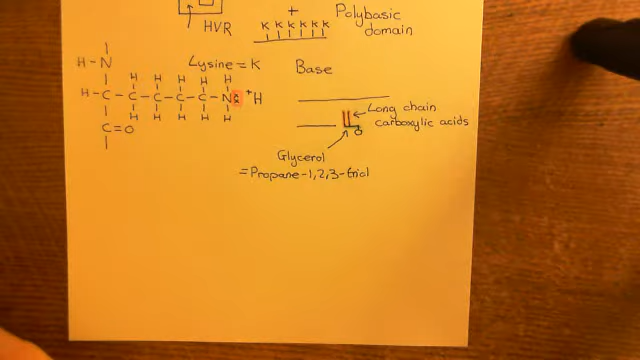 + Polybasic
K K K K K K domain
HVR
Lysine = K Base
H-N
H H H H H
H-C-C-C-C-C-N +H
H H H H H
C=O
Long chain
carboxylic acids
Glycerol
= Propane-1,2,3-triol